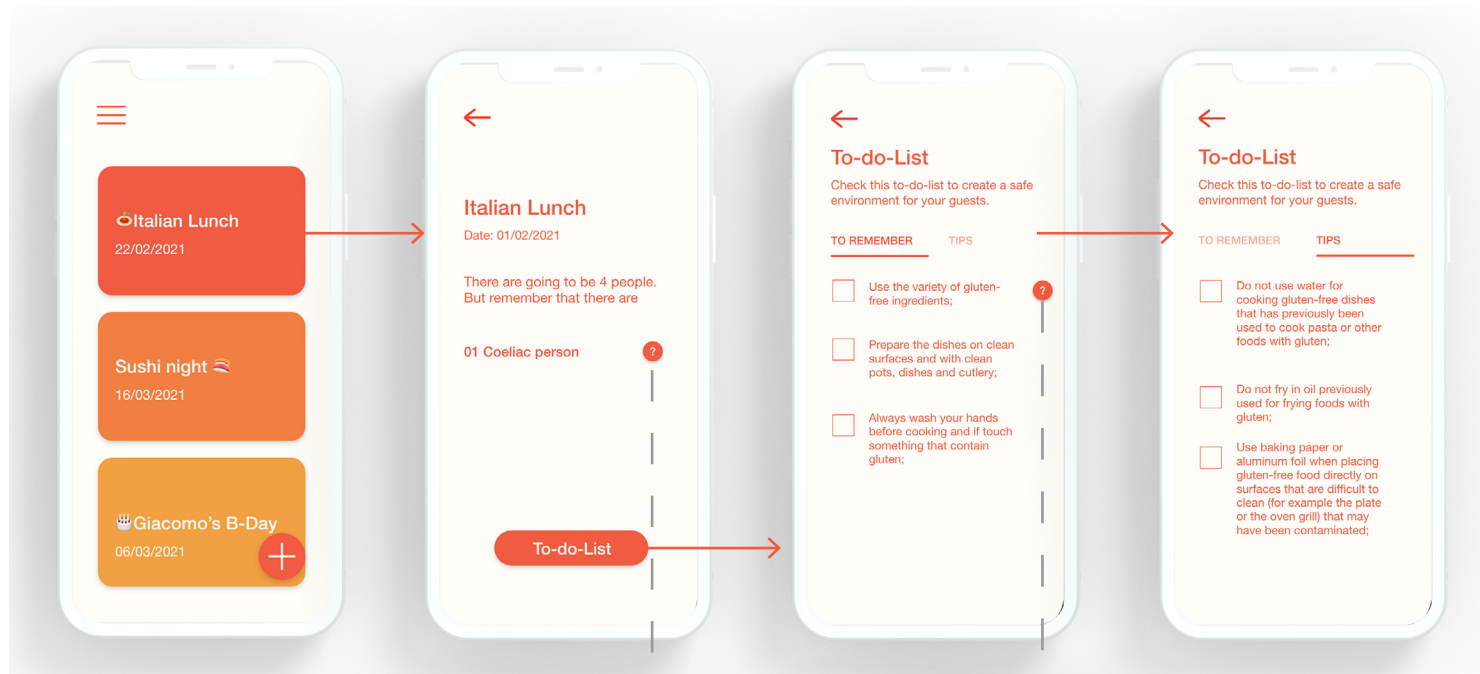 🍝Italian Lunch
22/02/2021
Sushi night 🍣
16/03/2021
🎂Giacomo's B-Day
06/03/2021
Italian Lunch
Date: 01/02/2021
There are going to be 4 people.
But remember that there are
01 Coeliac person
?
To-do-List
To-do-List
Check this to-do-list to create a safe
environment for your guests.
TO REMEMBER TIPS
Use the variety of gluten-
free ingredients;
?
Prepare the dishes on clean
surfaces and with clean
pots, dishes and cutlery;
Always wash your hands
before cooking and if touch
something that contain
gluten;
To-do-List
Check this to-do-list to create a safe
environment for your guests.
TO REMEMBER TIPS
Do not use water for
cooking gluten-free dishes
that has previously been
used to cook pasta or other
foods with gluten;
Do not fry in oil previously
used for frying foods with
gluten;
Use baking paper or
aluminum foil when placing
gluten-free food directly on
surfaces that are difficult to
clean (for example the plate
or the oven grill) that may
have been contaminated;